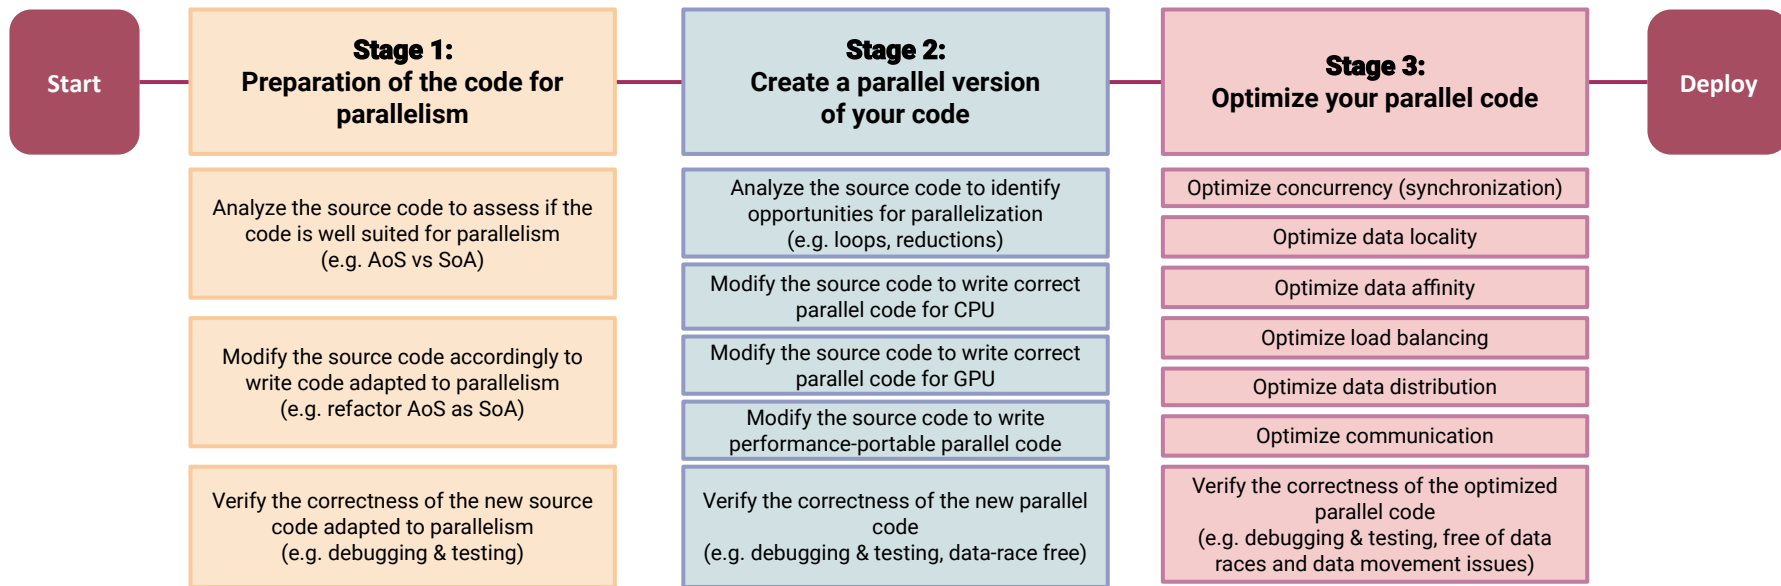 Start
Stage 1:
Preparation of the code for
parallelism
Analyze the source code to assess if the
code is well suited for parallelism
(e.g. AoS vs SoA)
Modify the source code accordingly to
write code adapted to parallelism
(e.g. refactor AoS as SoA)
Verify the correctness of the new source
code adapted to parallelism
(e.g. debugging & testing)
Stage 2:
Create a parallel version
of your code
Analyze the source code to identify
opportunities for parallelization
(e.g. loops, reductions)
Modify the source code to write correct
parallel code for CPU
Modify the source code to write correct
parallel code for GPU
Modify the source code to write
performance-portable parallel code
Verify the correctness of the new parallel
code
(e.g. debugging & testing, data-race free)
Stage 3:
Optimize your parallel code
Optimize concurrency (synchronization)
Optimize data locality
Optimize data affinity
Optimize load balancing
Optimize data distribution
Optimize communication
Verify the correctness of the optimized
parallel code
(e.g. debugging & testing, free of data
races and data movement issues)
Deploy